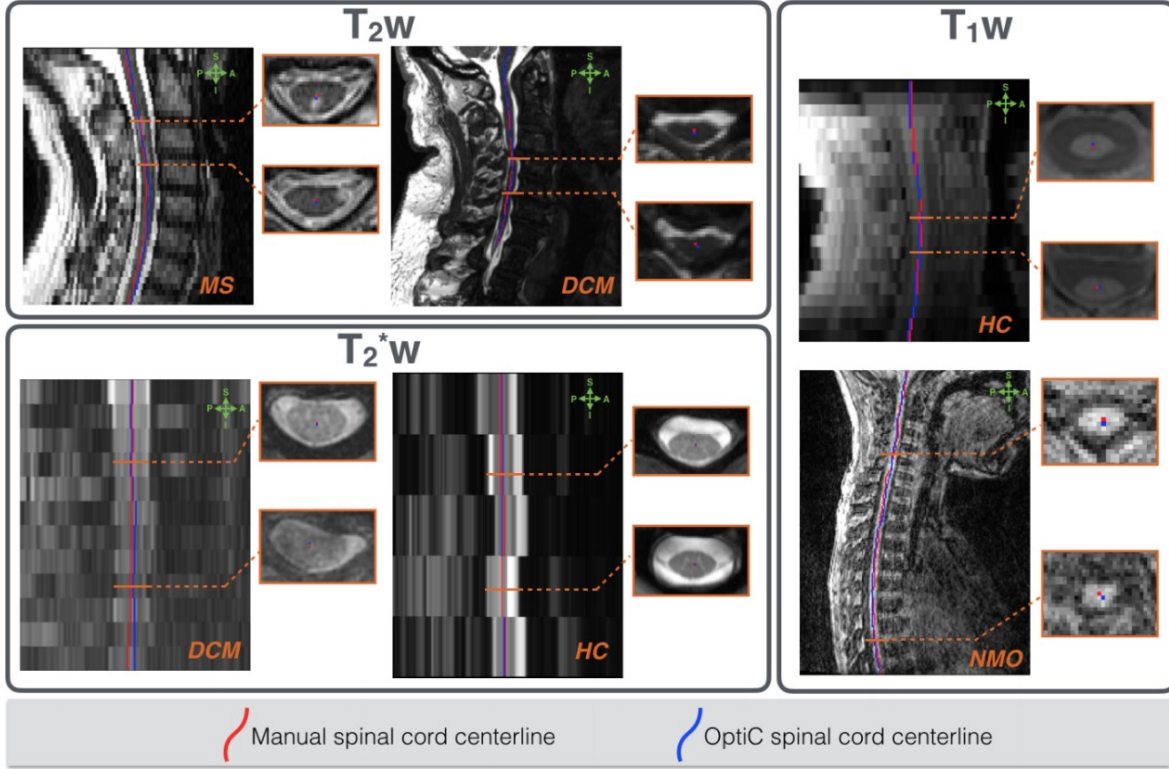 T2w
S
P A
I
MS
S
P A
I
DCM
T1w
S
P A
I
HC
T2*w
S
P A
I
DCM
S
P A
I
HC
S
P A
I
NMO
Manual spinal cord centerline
OptiC spinal cord centerline